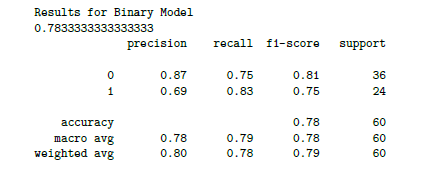 Results for Binary Model
0.7833333333333333
precision recall f1-score support
0 0.87 0.75 0.81 36
1 0.69 0.83 0.75 24
accuracy 0.78 60
macro avg 0.78 0.79 0.78 60
weighted avg 0.80 0.78 0.79 60